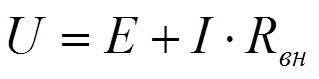 U = E + I · Rвн